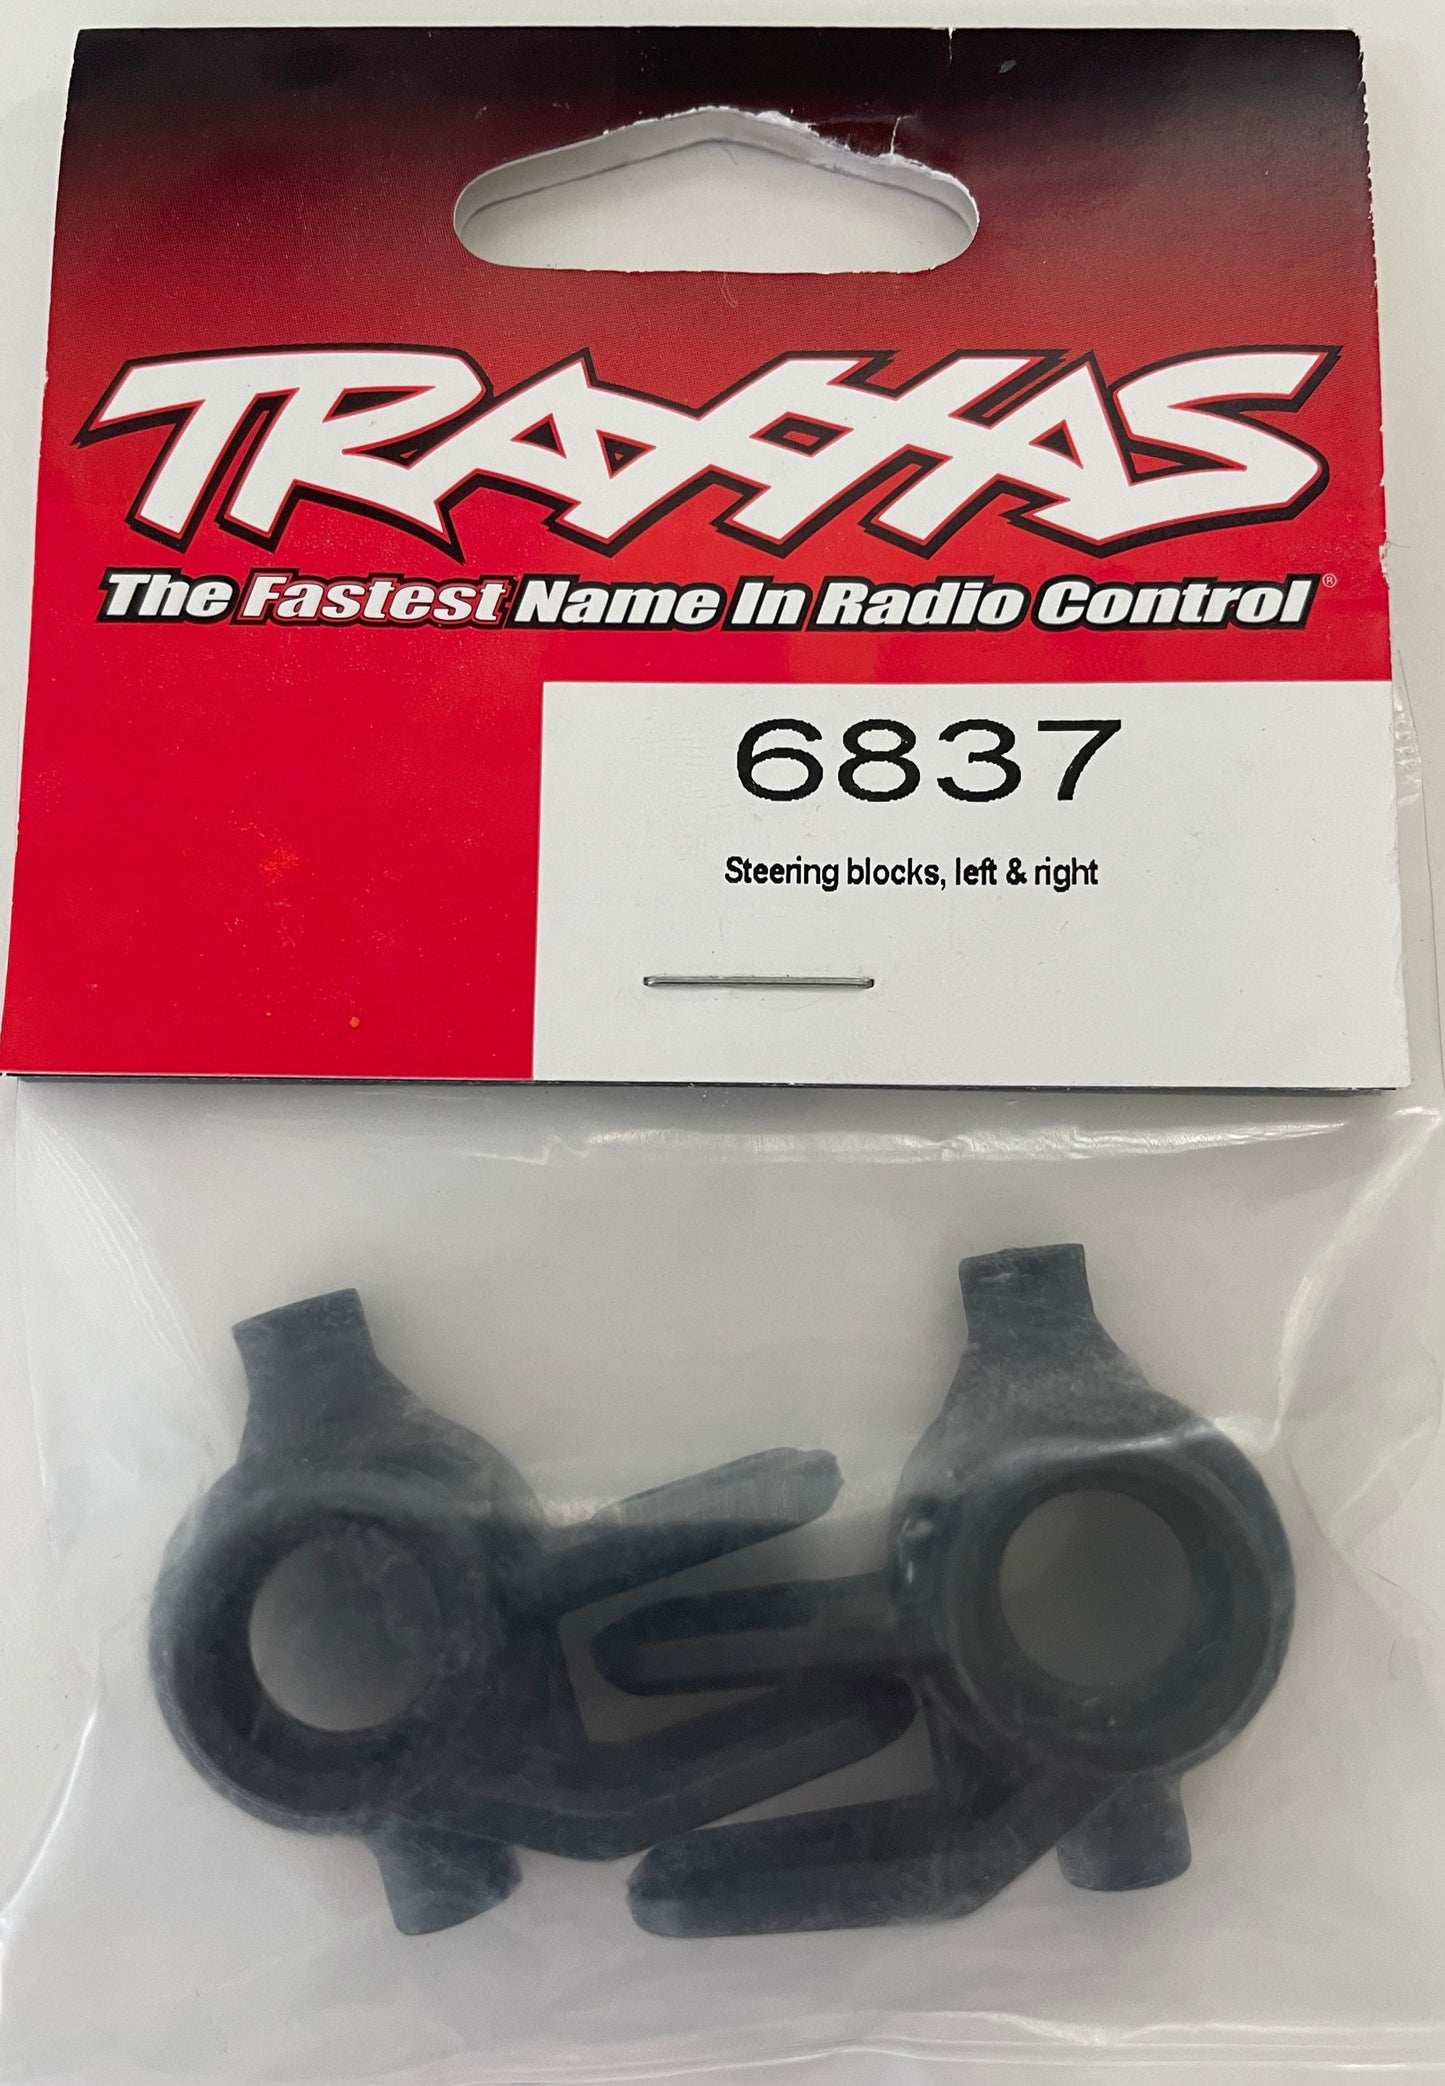 TRAXXAS
The Fastest Name In Radio Control®
6837
Steering blocks, left & right